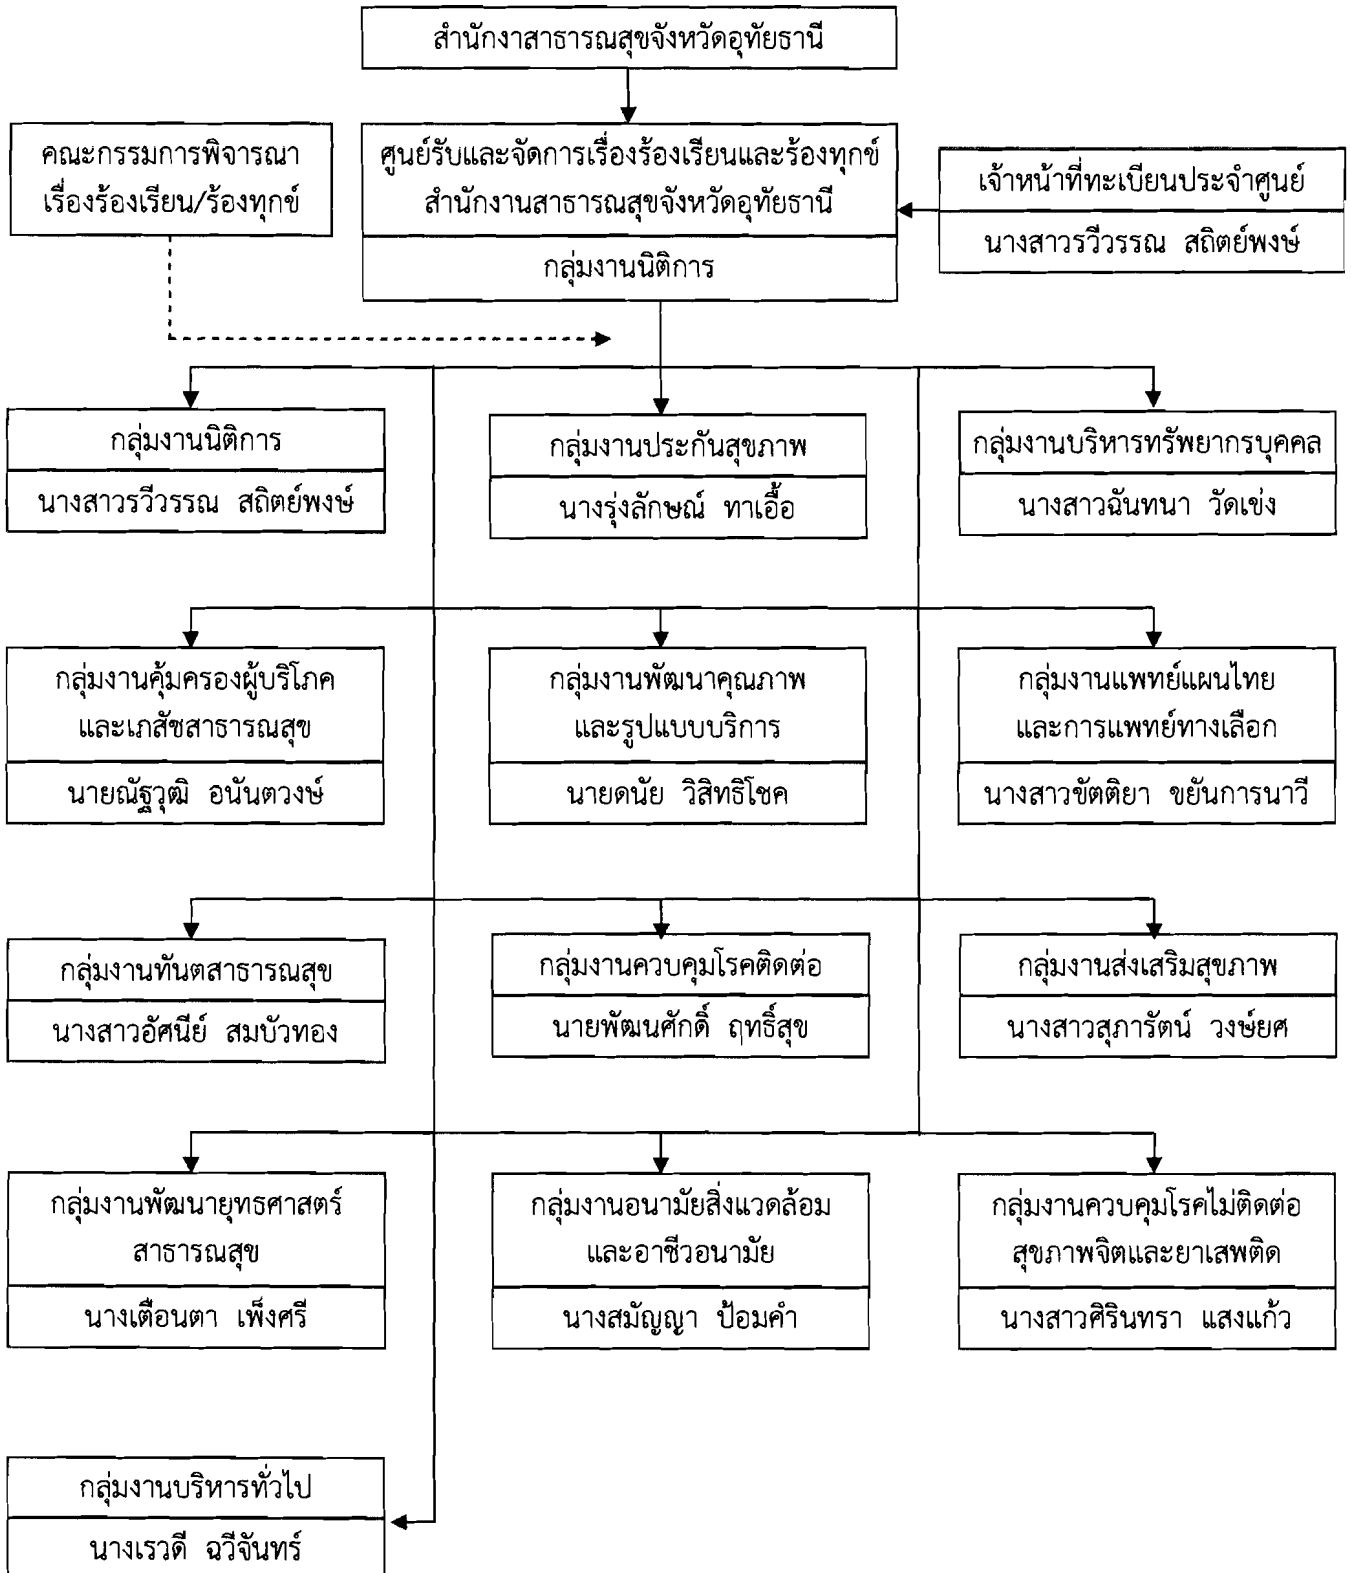 สำนักงาสาธารณสุขจังหวัดอุทัยธานี
คณะกรรมการพิจารณา
เรื่องร้องเรียน/ร้องทุกข์
ศูนย์รับและจัดการเรื่องร้องเรียนและร้องทุกข์
สำนักงานสาธารณสุขจังหวัดอุทัยธานี
กลุ่มงานนิติการ
เจ้าหน้าที่ทะเบียนประจำศูนย์
นางสาวรวีวรรณ สถิตย์พงษ์
กลุ่มงานนิติการ
นางสาวรวีวรรณ สถิตย์พงษ์
กลุ่มงานประกันสุขภาพ
นางรุ่งลักษณ์ ทาเอื้อ
กลุ่มงานบริหารทรัพยากรบุคคล
นางสาวฉันทนา วัดเข่ง
กลุ่มงานคุ้มครองผู้บริโภค
และเภสัชสาธารณสุข
นายณัฐวุฒิ อนันตวงษ์
กลุ่มงานพัฒนาคุณภาพ
และรูปแบบบริการ
นายดนัย วิสิทธิโชค
กลุ่มงานแพทย์แผนไทย
และการแพทย์ทางเลือก
นางสาวขัตติยา ขยันการนาวี
กลุ่มงานทันตสาธารณสุข
นางสาวอัศนีย์ สมบัวทอง
กลุ่มงานควบคุมโรคติดต่อ
นายพัฒนศักดิ์ ฤทธิ์สุข
กลุ่มงานส่งเสริมสุขภาพ
นางสาวสุภารัตน์ วงษ์ยศ
กลุ่มงานพัฒนายุทธศาสตร์
สาธารณสุข
นางเตือนตา เพ็งศรี
กลุ่มงานอนามัยสิ่งแวดล้อม
และอาชีวอนามัย
นางสมัญญา ป้อมคำ
กลุ่มงานควบคุมโรคไม่ติดต่อ
สุขภาพจิตและยาเสพติด
นางสาวศิรินทรา แสงแก้ว
กลุ่มงานบริหารทั่วไป
นางเรวดี ฉวีจันทร์